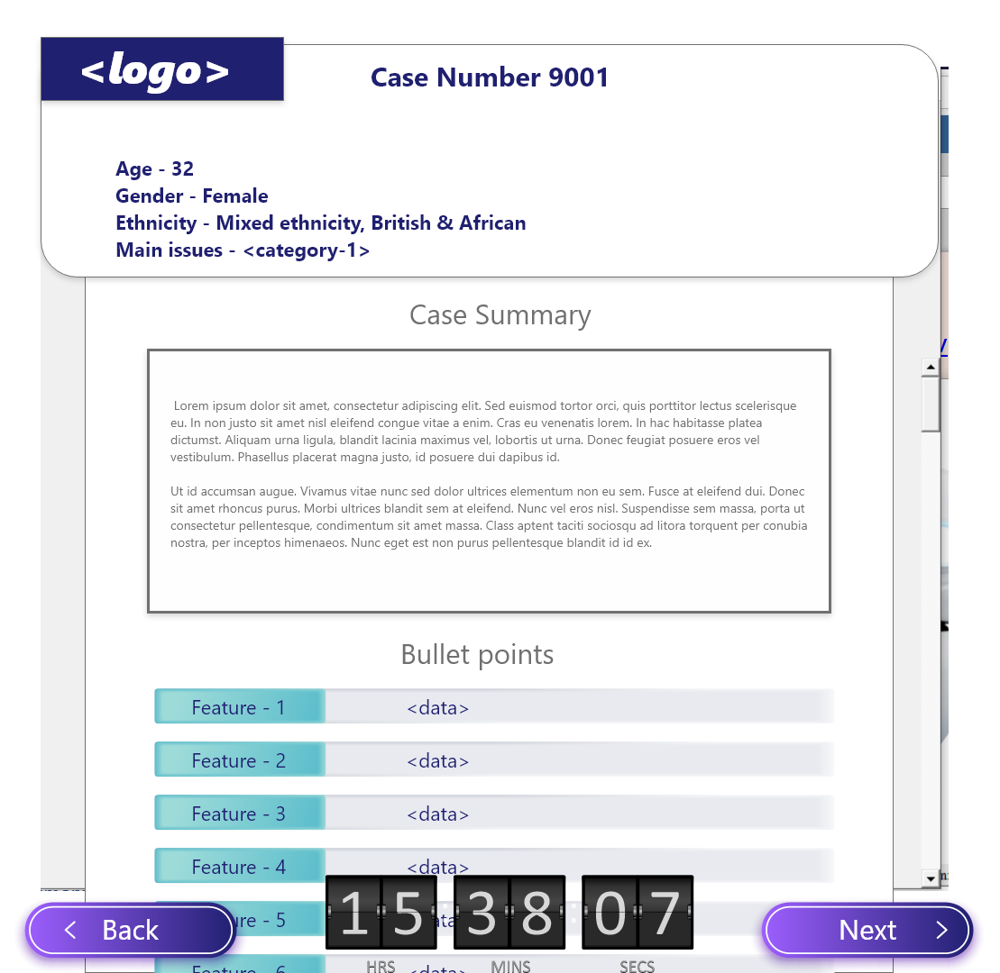 <logo>
Case Number 9001
Age - 32
Gender - Female
Ethnicity - Mixed ethnicity, British & African
Main issues - <category-1>
Case Summary
Lorem ipsum dolor sit amet, consectetur adipiscing elit. Sed euismod tortor orci, quis porttitor lectus scelerisque
eu. In non justo sit amet nisl eleifend congue vitae a enim. Cras eu venenatis lorem. In hac habitasse platea
dictumst. Aliquam urna ligula, blandit lacinia maximus vel, lobortis ut urna. Donec feugiat posuere eros vel
vestibulum. Phasellus placerat magna justo, id posuere dui dapibus id.
Ut id accumsan augue. Vivamus vitae nunc sed dolor ultrices elementum non eu sem. Fusce at eleifend dui. Donec
sit amet rhoncus purus. Morbi ultrices blandit sem at eleifend. Nunc vel eros nisl. Suspendisse sem massa, porta ut
consectetur pellentesque, condimentum sit amet massa. Class aptent taciti sociosqu ad litora torquent per conubia
nostra, per inceptos himenaeos. Nunc eget est non purus pellentesque blandit id id ex.
Bullet points
Feature - 1 <data>
Feature - 2 <data>
Feature - 3 <data>
Feature - 4 <data>
ure - 5
Back
15 38 07
Next
Feature - 6 <data>
HRS MINS SECS